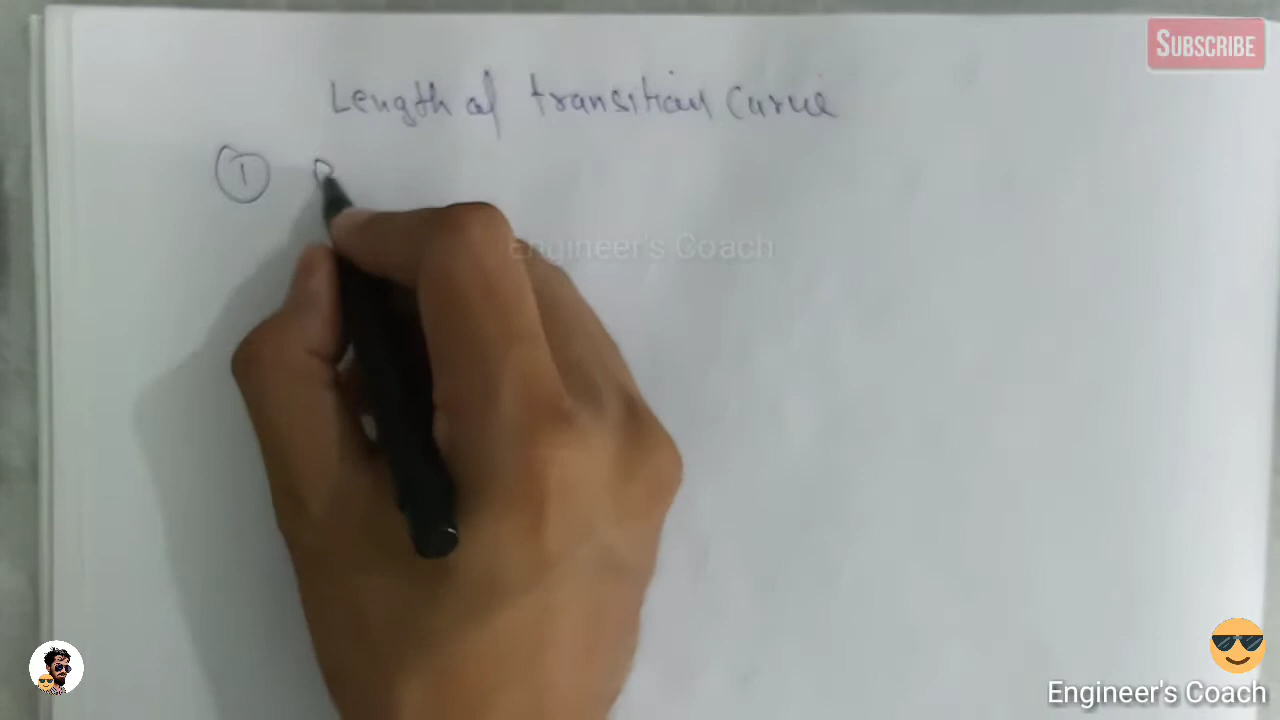 SUBSCRIBE
Length of transition Curve
1
Engineer's Coach
Engineer's Coach